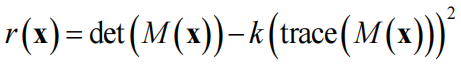 r(𝐱) = det(M(𝐱)) − k(trace(M(𝐱)))²